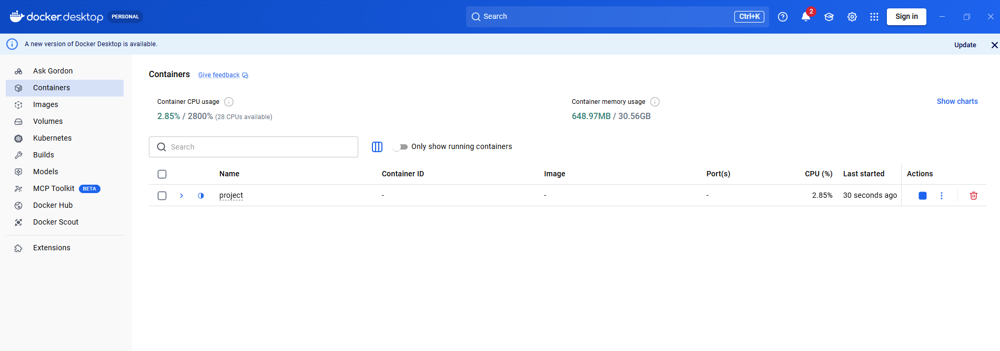 docker.desktop PERSONAL
Search Ctrl+K 2 Sign in
A new version of Docker Desktop is available. Update
Ask Gordon
Containers
Images
Volumes
Kubernetes
Builds
Models
MCP Toolkit BETA
Docker Hub
Docker Scout
Extensions
Containers Give feedback
Container CPU usage
2.85% / 2800% (28 CPUs available)
Container memory usage
648.97MB / 30.56GB
Show charts
Search
Only show running containers
Name Container ID Image Port(s) CPU (%) Last started Actions
project - - - 2.85% 30 seconds ago